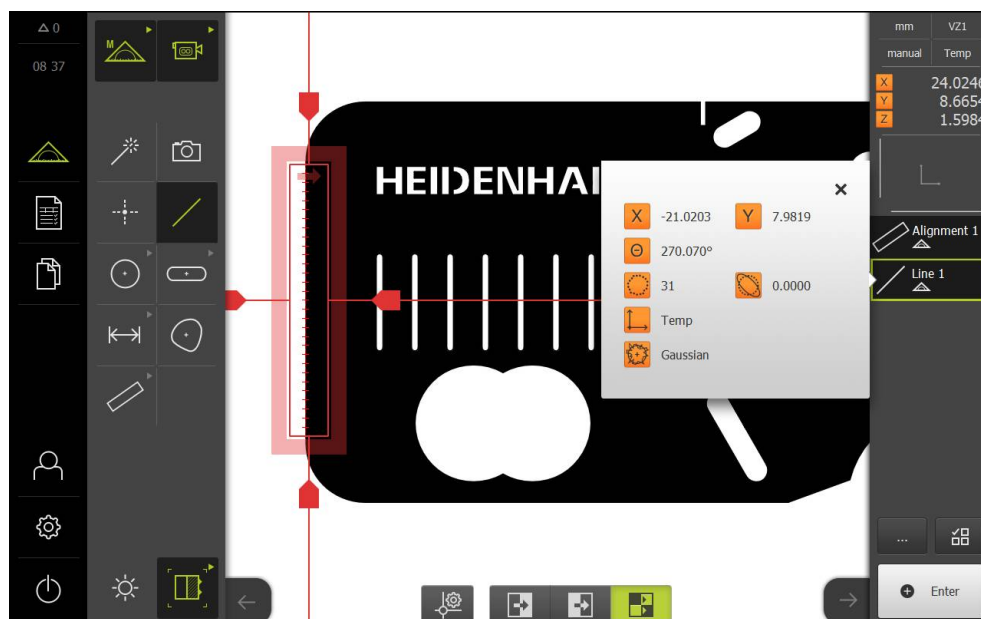 0
08 37
M
HEIDENHAI
X -21.0203 Y 7.9819
Θ 270.070°
31 0.0000
Temp
Gaussian
mm VZ1
manual Temp
X 24.0246
Y 8.6654
Z 1.5984
Alignment 1
Line 1
...
Enter